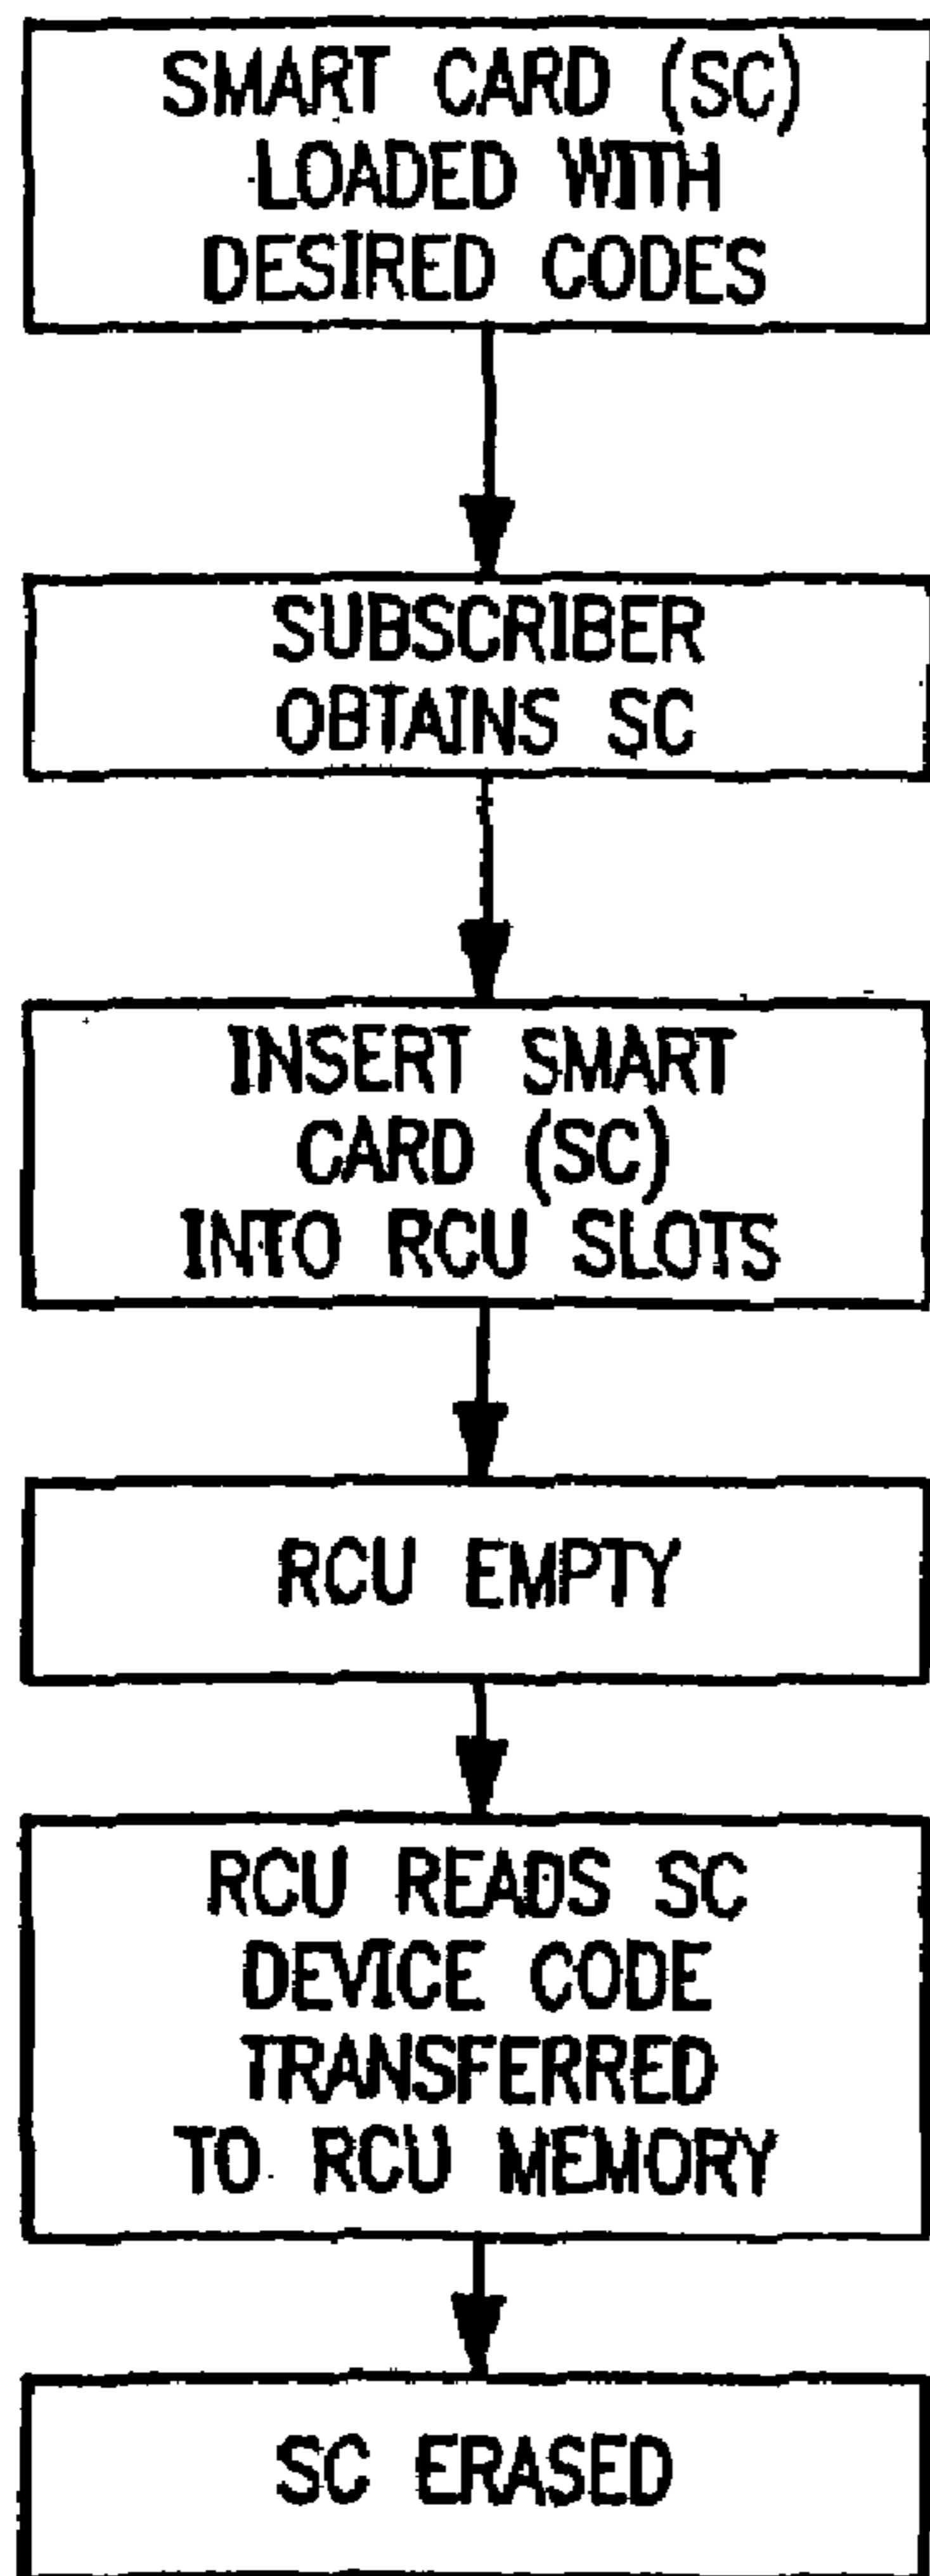 SMART CARD (SC)
LOADED WITH
DESIRED CODES
SUBSCRIBER
OBTAINS SC
INSERT SMART
CARD (SC)
INTO RCU SLOTS
RCU EMPTY
RCU READS SC
DEVICE CODE
TRANSFERRED
TO RCU MEMORY
SC ERASED